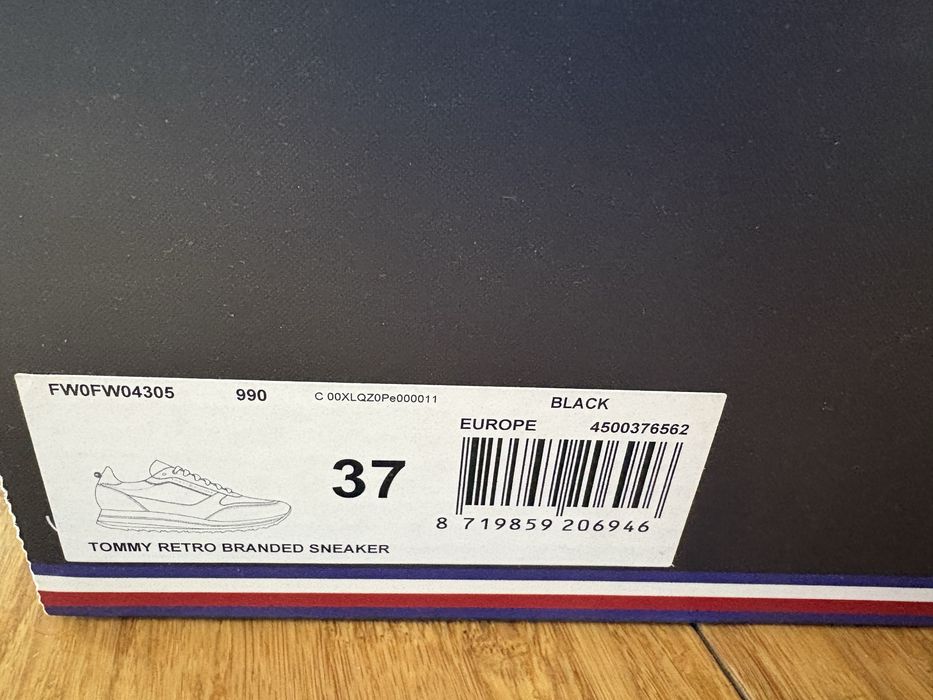 FW0FW04305 990 C 00XLQZ0Pe000011 BLACK
EUROPE 4500376562
37
8 719859 206946
TOMMY RETRO BRANDED SNEAKER